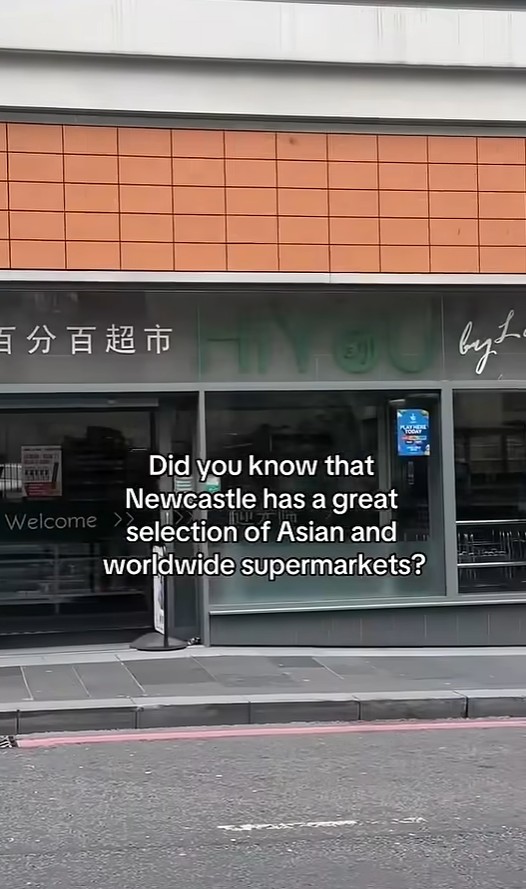 百分百超市
HIYOU
by
PLAY HERE
TODAY
Welcome >>
Did you know that
Newcastle has a great
selection of Asian and
worldwide supermarkets?